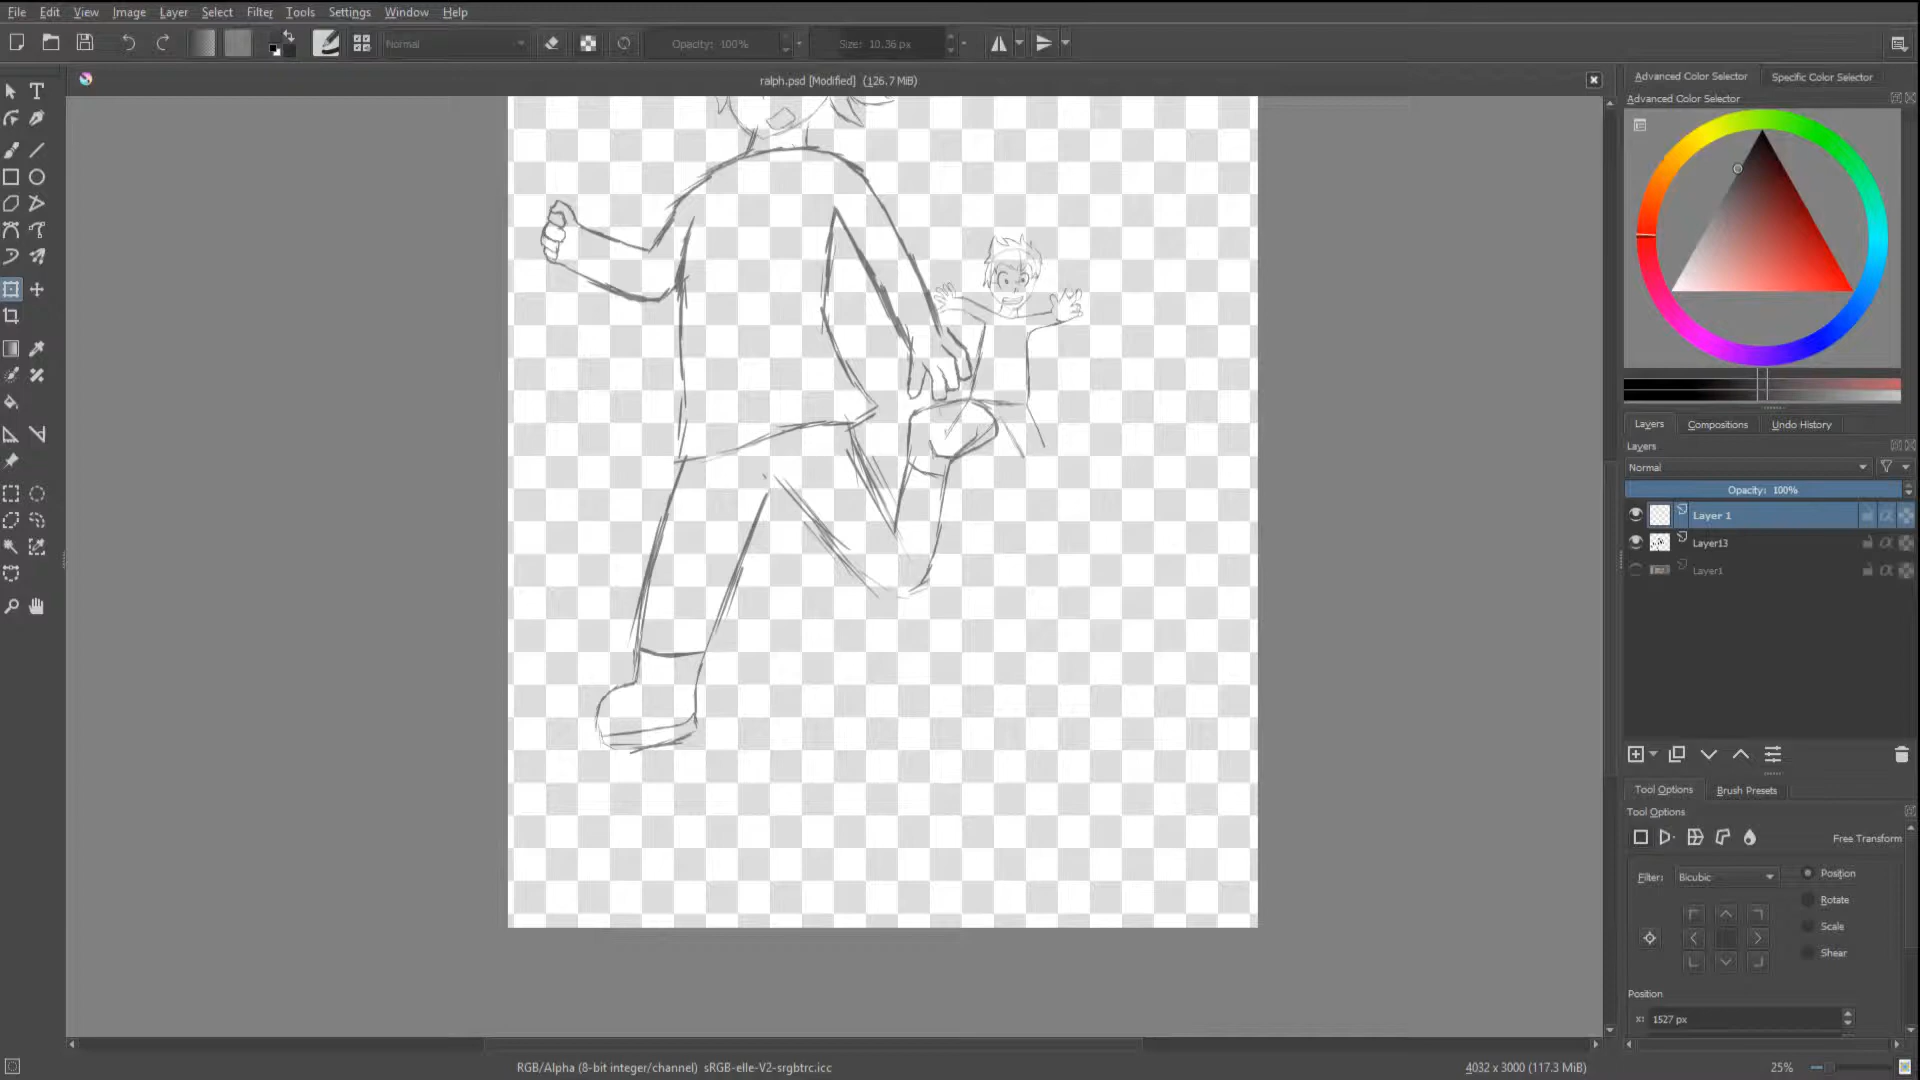 File Edit View Image Layer Select Filter Tools Settings Window Help
Normal Opacity: 100% Size: 10.36 px
ralph.psd [Modified] (126.7 MiB)
Advanced Color Selector Specific Color Selector
Advanced Color Selector
Layers Compositions Undo History
Layers
Normal
Opacity: 100%
Layer 1
Layer13
Layer1
Tool Options Brush Presets
Tool Options
Free Transform
Filter: Bicubic Position
Rotate
Scale
Shear
Position
x: 1527 px
RGB/Alpha (8-bit integer/channel) sRGB-elle-V2-srgbtrc.icc 4032 x 3000 (117.3 MiB) 25%